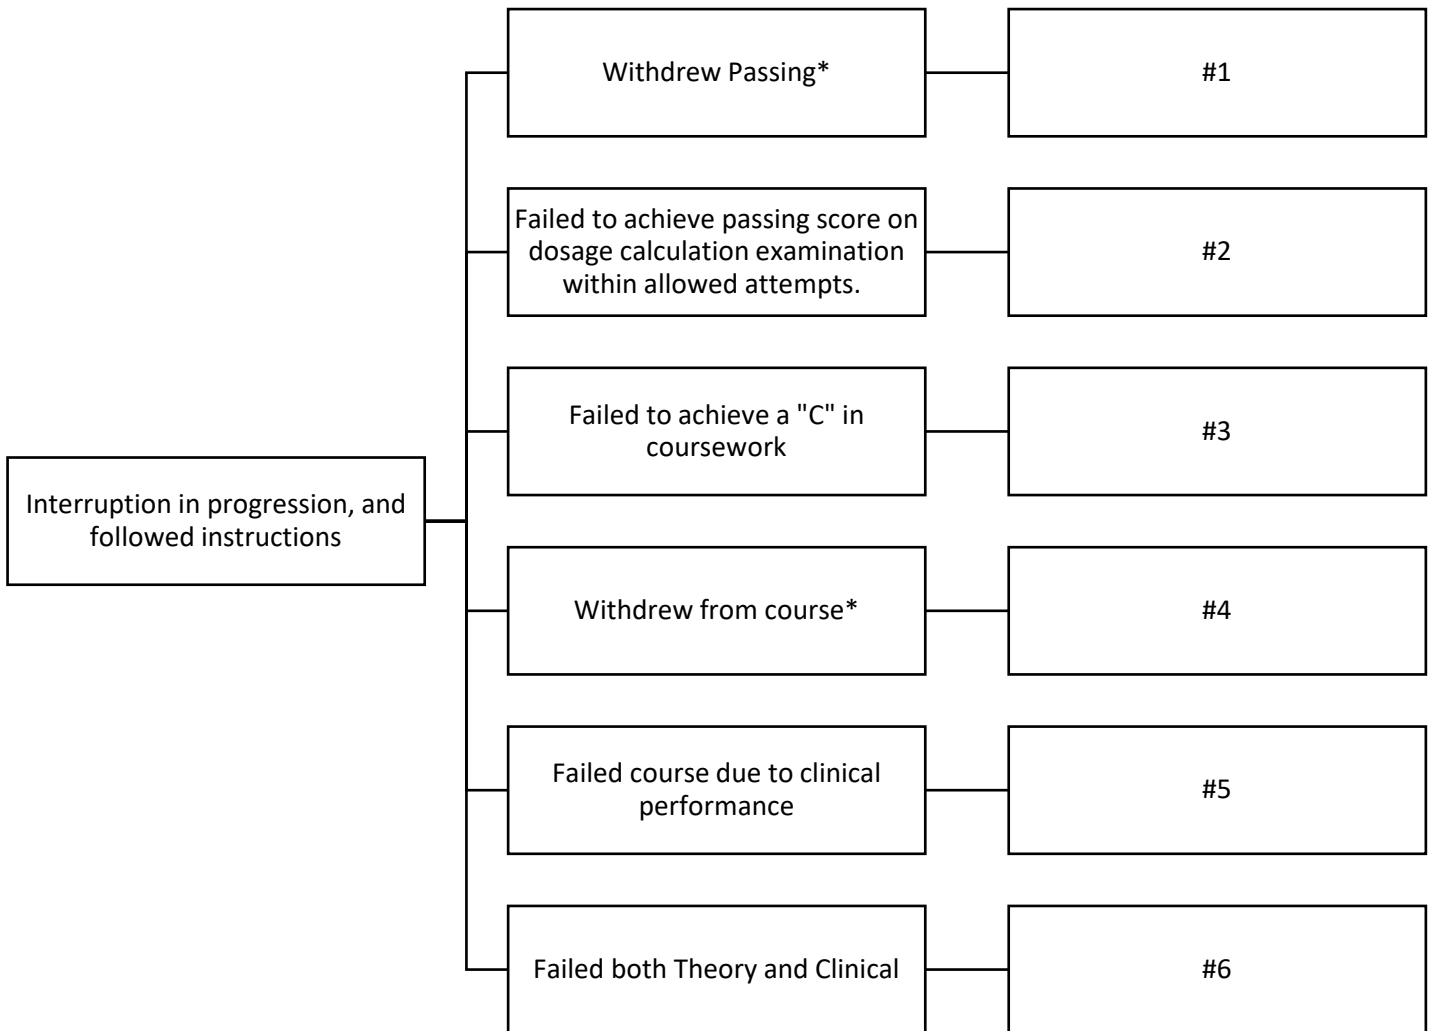 Withdrew Passing*
#1
Failed to achieve passing score on
dosage calculation examination
within allowed attempts.
#2
Failed to achieve a "C" in
coursework
#3
Interruption in progression, and
followed instructions
Withdrew from course*
#4
Failed course due to clinical
performance
#5
Failed both Theory and Clinical
#6